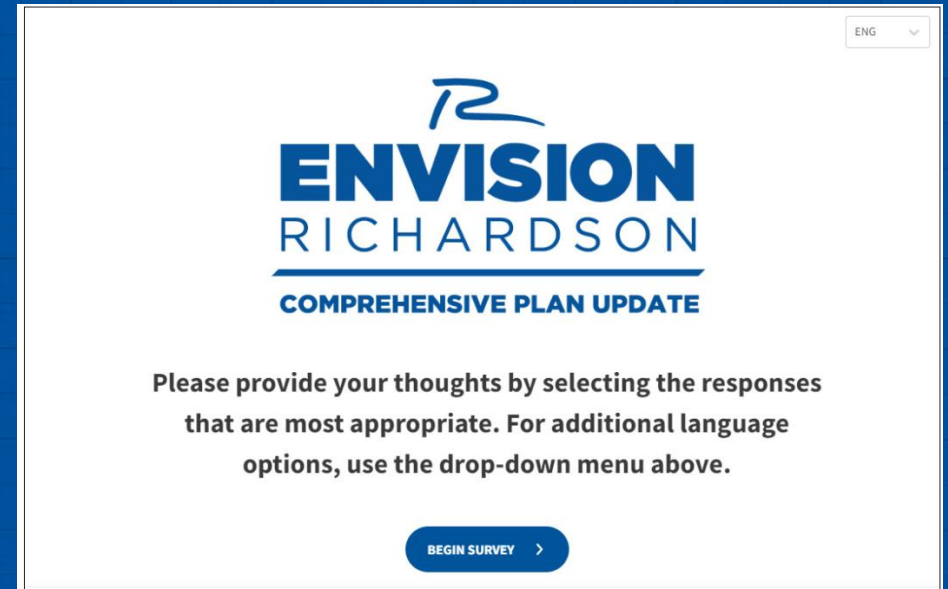 ENG
R
ENVISION
RICHARDSON
COMPREHENSIVE PLAN UPDATE
Please provide your thoughts by selecting the responses
that are most appropriate. For additional language
options, use the drop-down menu above.
BEGIN SURVEY